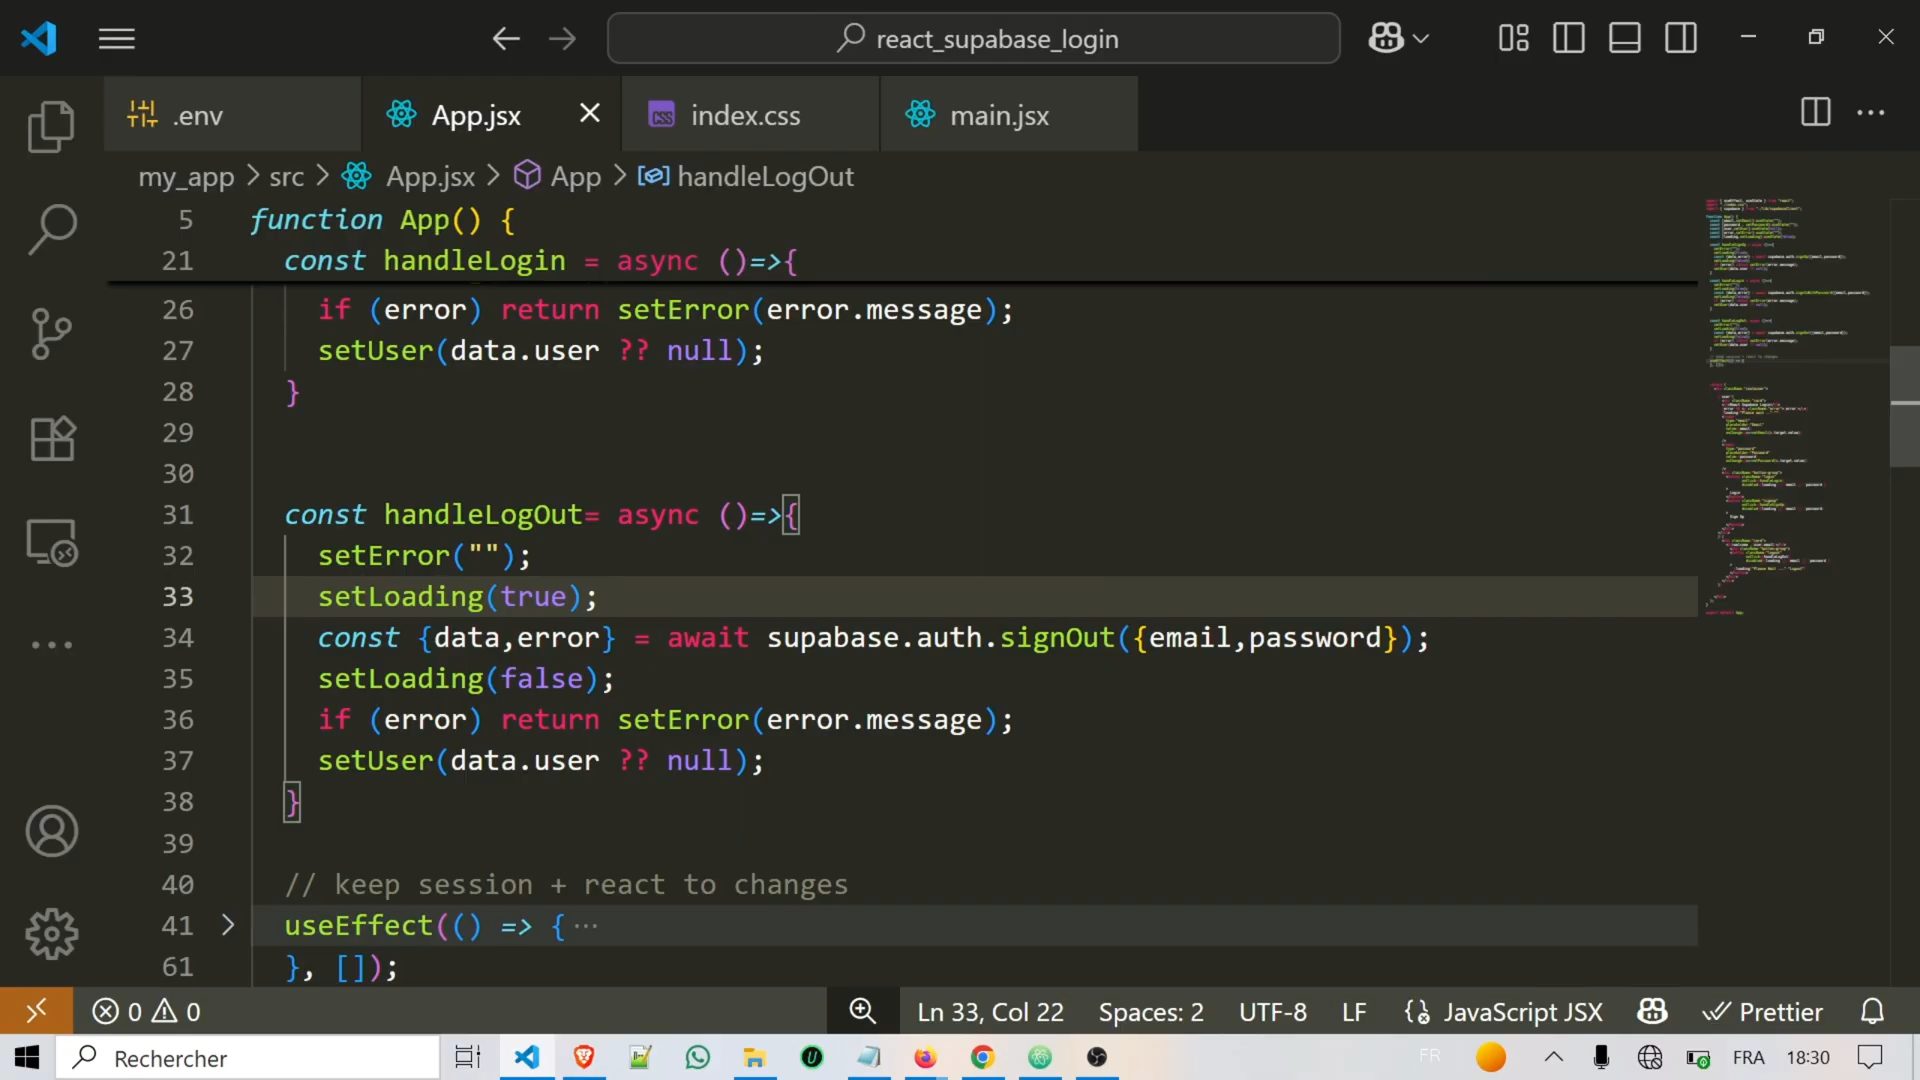 react_supabase_login
.env
App.jsx
index.css
main.jsx
my_app > src > App.jsx > App > handleLogOut
5 function App() {
21 const handleLogin = async ()=>{
26 if (error) return setError(error.message);
27 setUser(data.user ?? null);
28 }
29
30
31 const handleLogOut= async ()=>{
32 setError("");
33 setLoading(true);
34 const {data,error} = await supabase.auth.signOut({email,password});
35 setLoading(false);
36 if (error) return setError(error.message);
37 setUser(data.user ?? null);
38 }
39
40 // keep session + react to changes
41 useEffect(() => { ···
61 }, []);
0 0 Ln 33, Col 22 Spaces: 2 UTF-8 LF JavaScript JSX Prettier
Rechercher FR FRA 18:30